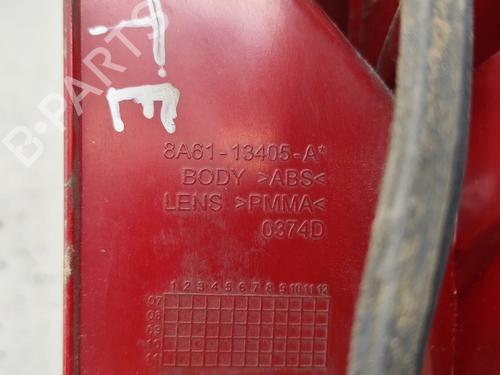 B-PARTS
TE
8A61-13405-A*
BODY >ABS<
LENS >PMMA<
0374D
1 2 3 4 5 6 7 8 9 10 11 12
07
08
09
10
11